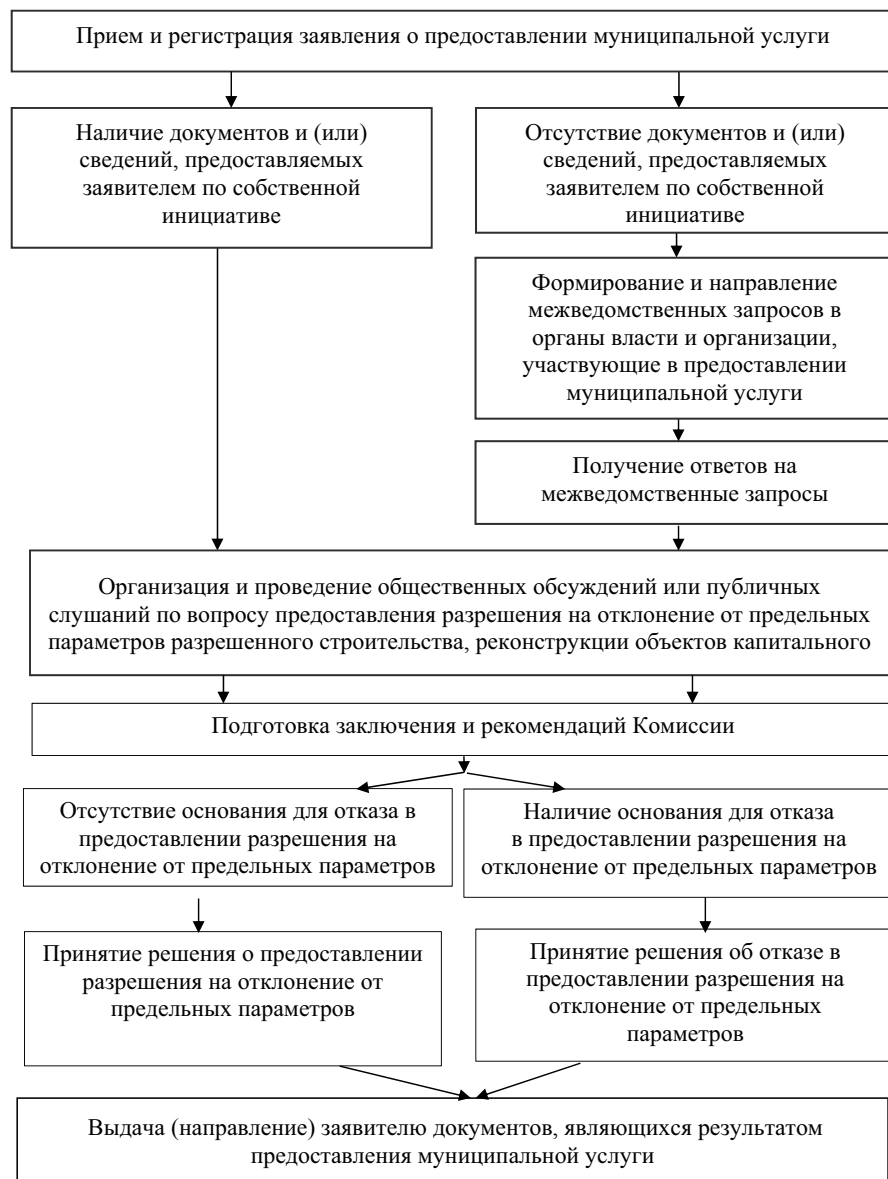 Прием и регистрация заявления о предоставлении муниципальной услуги
Наличие документов и (или)
сведений, предоставляемых
заявителем по собственной
инициативе
Отсутствие документов и (или)
сведений, предоставляемых
заявителем по собственной
инициативе
Формирование и направление
межведомственных запросов в
органы власти и организации,
участвующие в предоставлении
муниципальной услуги
Получение ответов на
межведомственные запросы
Организация и проведение общественных обсуждений или публичных
слушаний по вопросу предоставления разрешения на отклонение от предельных
параметров разрешенного строительства, реконструкции объектов капитального
Подготовка заключения и рекомендаций Комиссии
Отсутствие основания для отказа в
предоставлении разрешения на
отклонение от предельных параметров
Наличие основания для отказа
в предоставлении разрешения на
отклонение от предельных параметров
Принятие решения о предоставлении
разрешения на отклонение от
предельных параметров
Принятие решения об отказе в
предоставлении разрешения на
отклонение от предельных
параметров
Выдача (направление) заявителю документов, являющихся результатом
предоставления муниципальной услуги